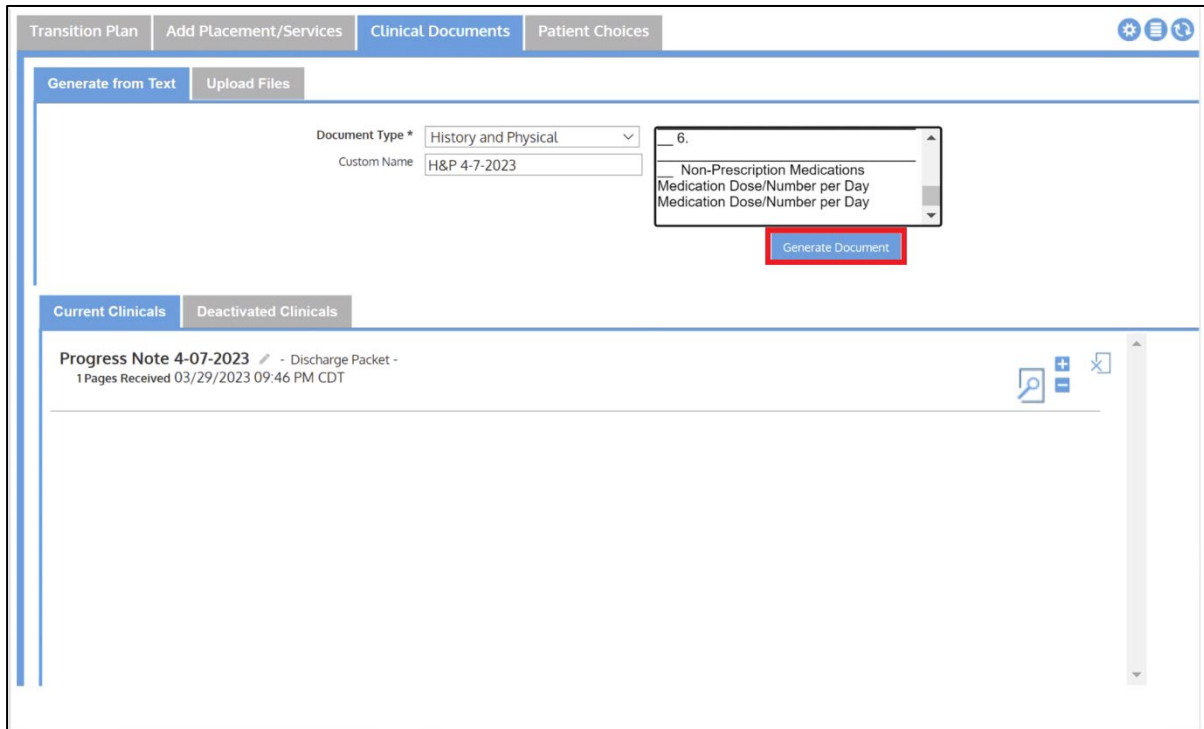 Transition Plan Add Placement/Services Clinical Documents Patient Choices
Generate from Text Upload Files
Document Type * History and Physical
Custom Name H&P 4-7-2023
__ 6.
__ Non-Prescription Medications
Medication Dose/Number per Day
Medication Dose/Number per Day
Generate Document
Current Clinicals Deactivated Clinicals
Progress Note 4-07-2023 - Discharge Packet -
1 Pages Received 03/29/2023 09:46 PM CDT